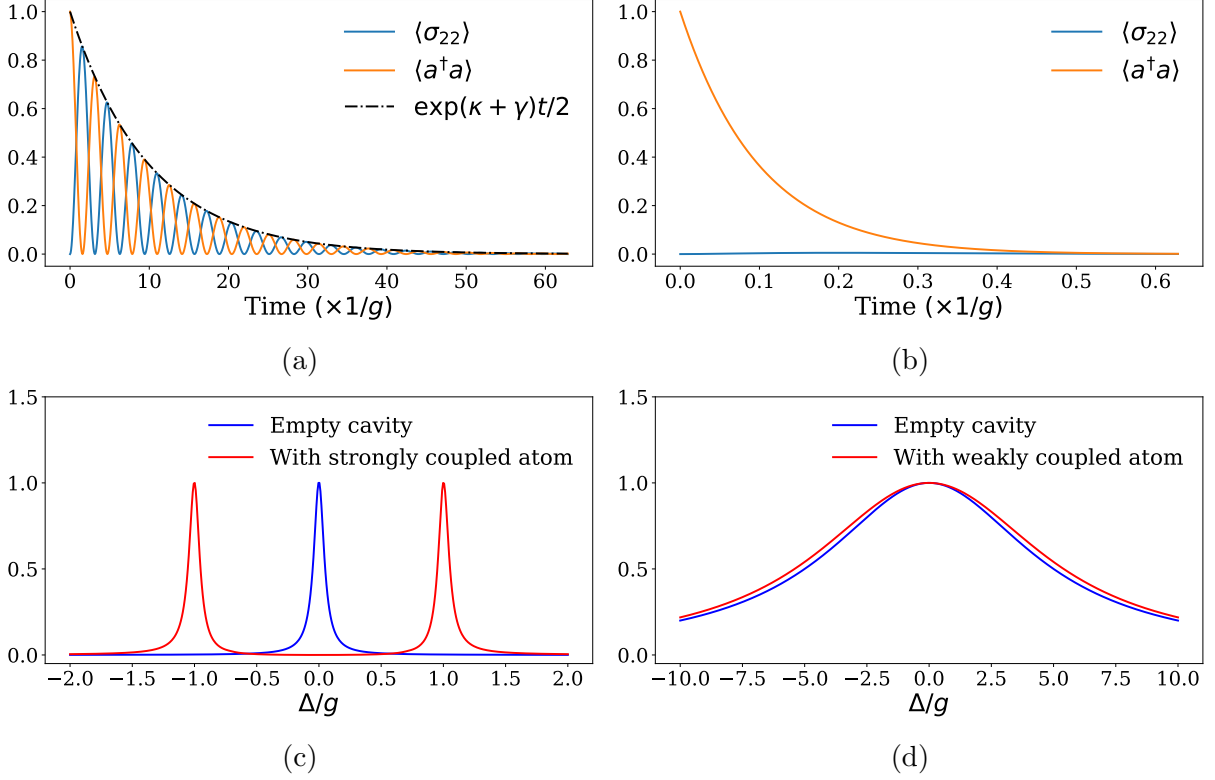 1.0
0.8
0.6
0.4
0.2
0.0
⟨σ₂₂⟩
⟨a†a⟩
exp(κ + γ)t/2
0 10 20 30 40 50 60
Time (×1/g)
(a)
1.0
0.8
0.6
0.4
0.2
0.0
⟨σ₂₂⟩
⟨a†a⟩
0.0 0.1 0.2 0.3 0.4 0.5 0.6
Time (×1/g)
(b)
1.5
1.0
0.5
0.0
Empty cavity
With strongly coupled atom
−2.0 −1.5 −1.0 −0.5 0.0 0.5 1.0 1.5 2.0
Δ/g
(c)
1.5
1.0
0.5
0.0
Empty cavity
With weakly coupled atom
−10.0 −7.5 −5.0 −2.5 0.0 2.5 5.0 7.5 10.0
Δ/g
(d)